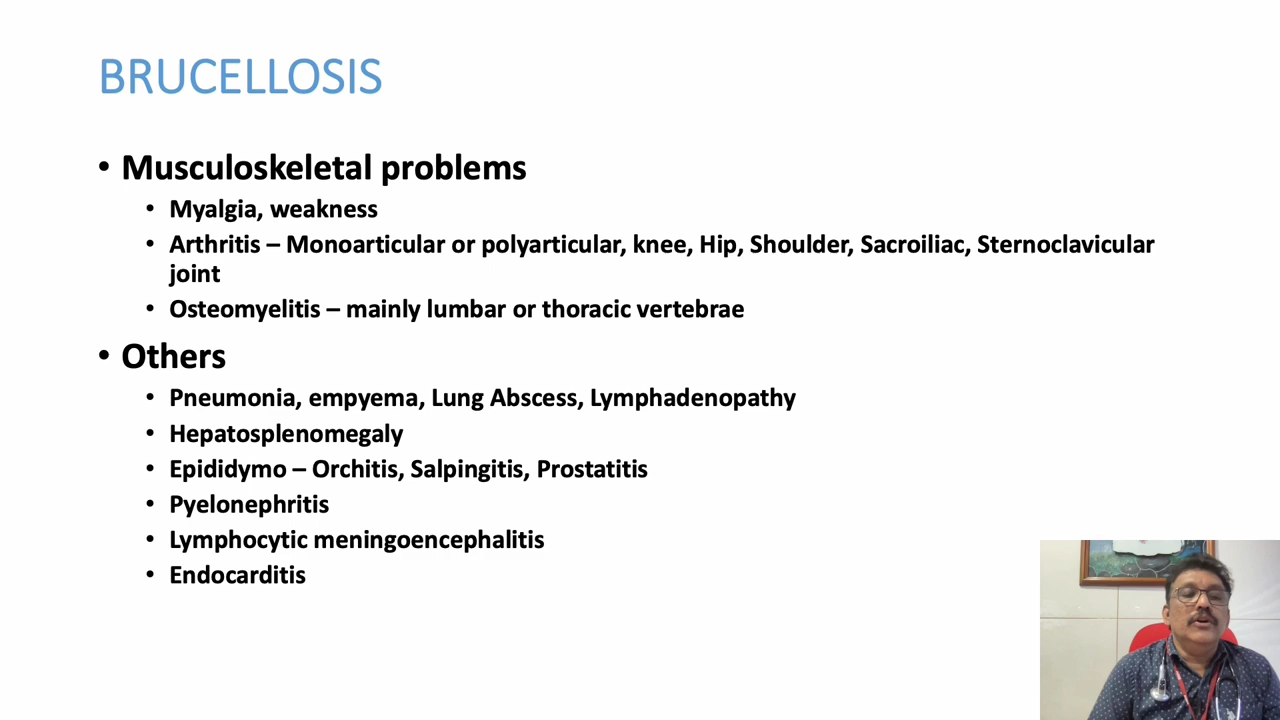 BRUCELLOSIS
• Musculoskeletal problems
• Myalgia, weakness
• Arthritis – Monoarticular or polyarticular, knee, Hip, Shoulder, Sacroiliac, Sternoclavicular
joint
• Osteomyelitis – mainly lumbar or thoracic vertebrae
• Others
• Pneumonia, empyema, Lung Abscess, Lymphadenopathy
• Hepatosplenomegaly
• Epididymo – Orchitis, Salpingitis, Prostatitis
• Pyelonephritis
• Lymphocytic meningoencephalitis
• Endocarditis